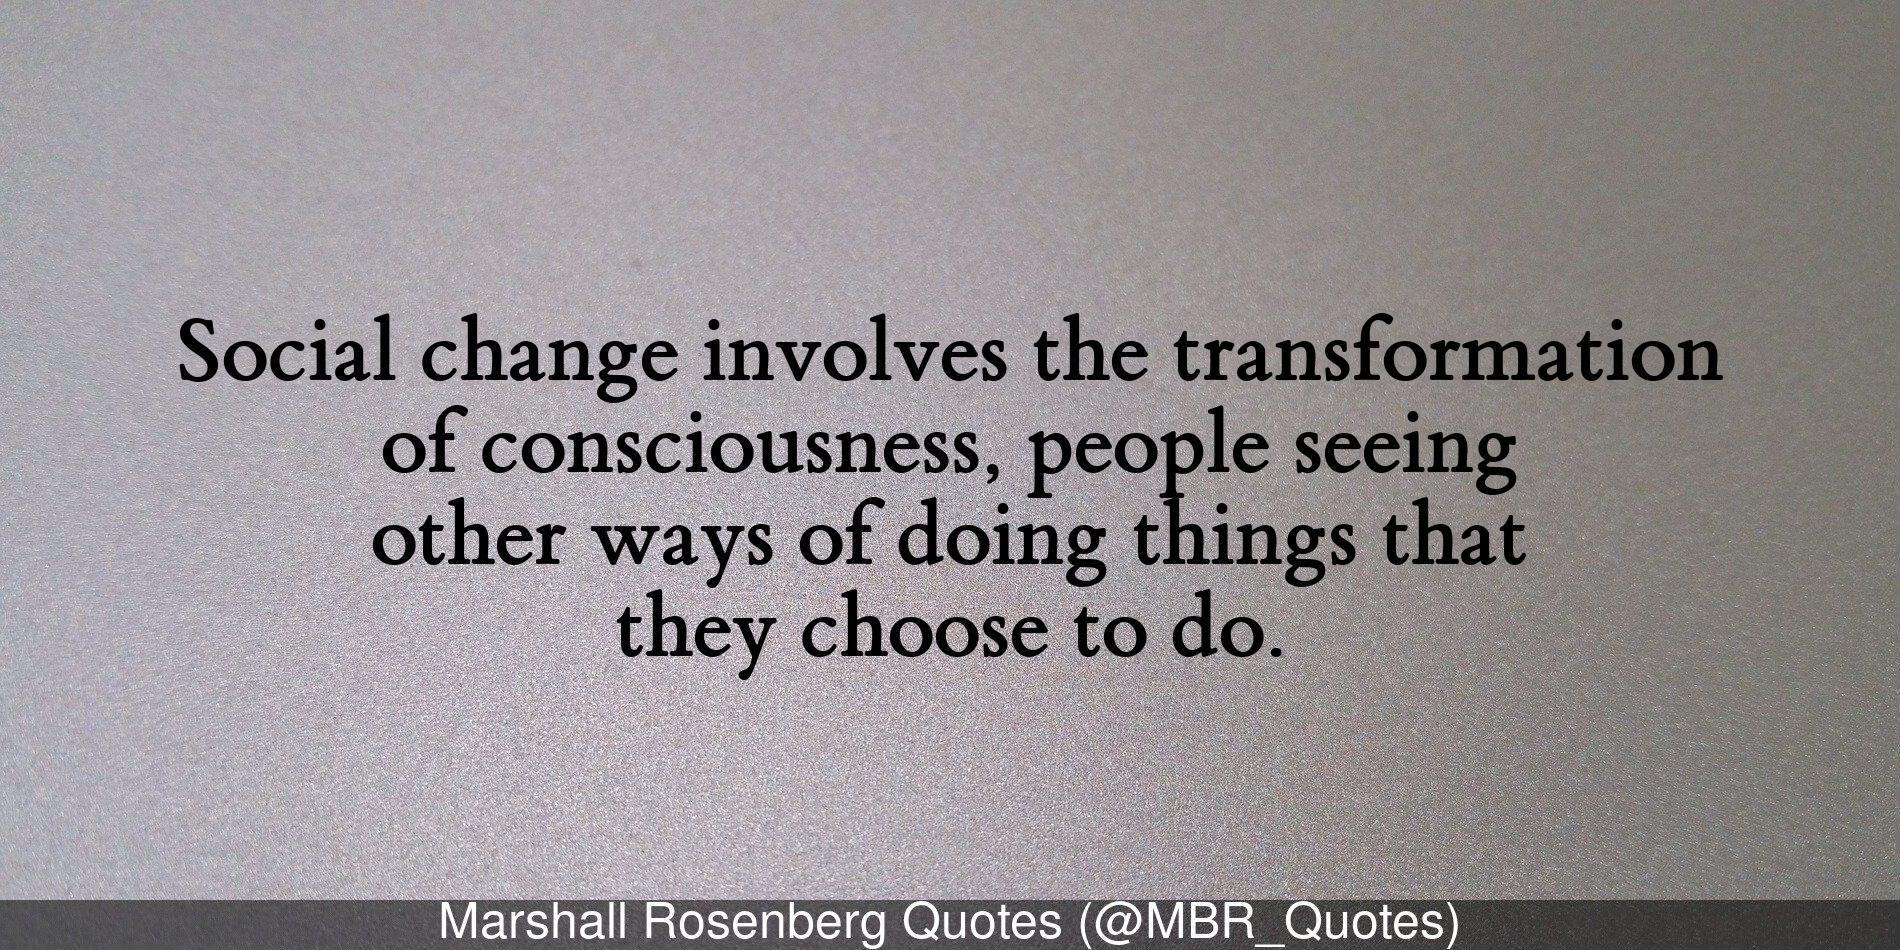 Social change involves the transformation
of consciousness, people seeing
other ways of doing things that
they choose to do.
Marshall Rosenberg Quotes (@MBR_Quotes)